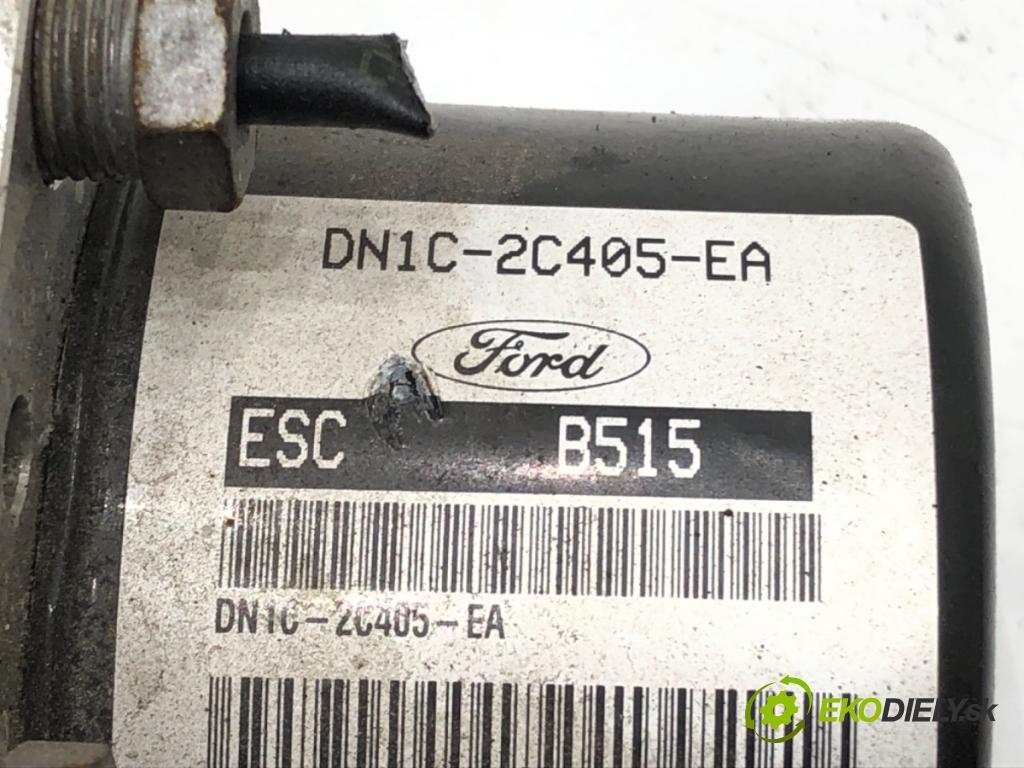 DN1C-2C405-EA
Ford
ESC B515
DN1C-2C405-EA
EKODIELY.sk